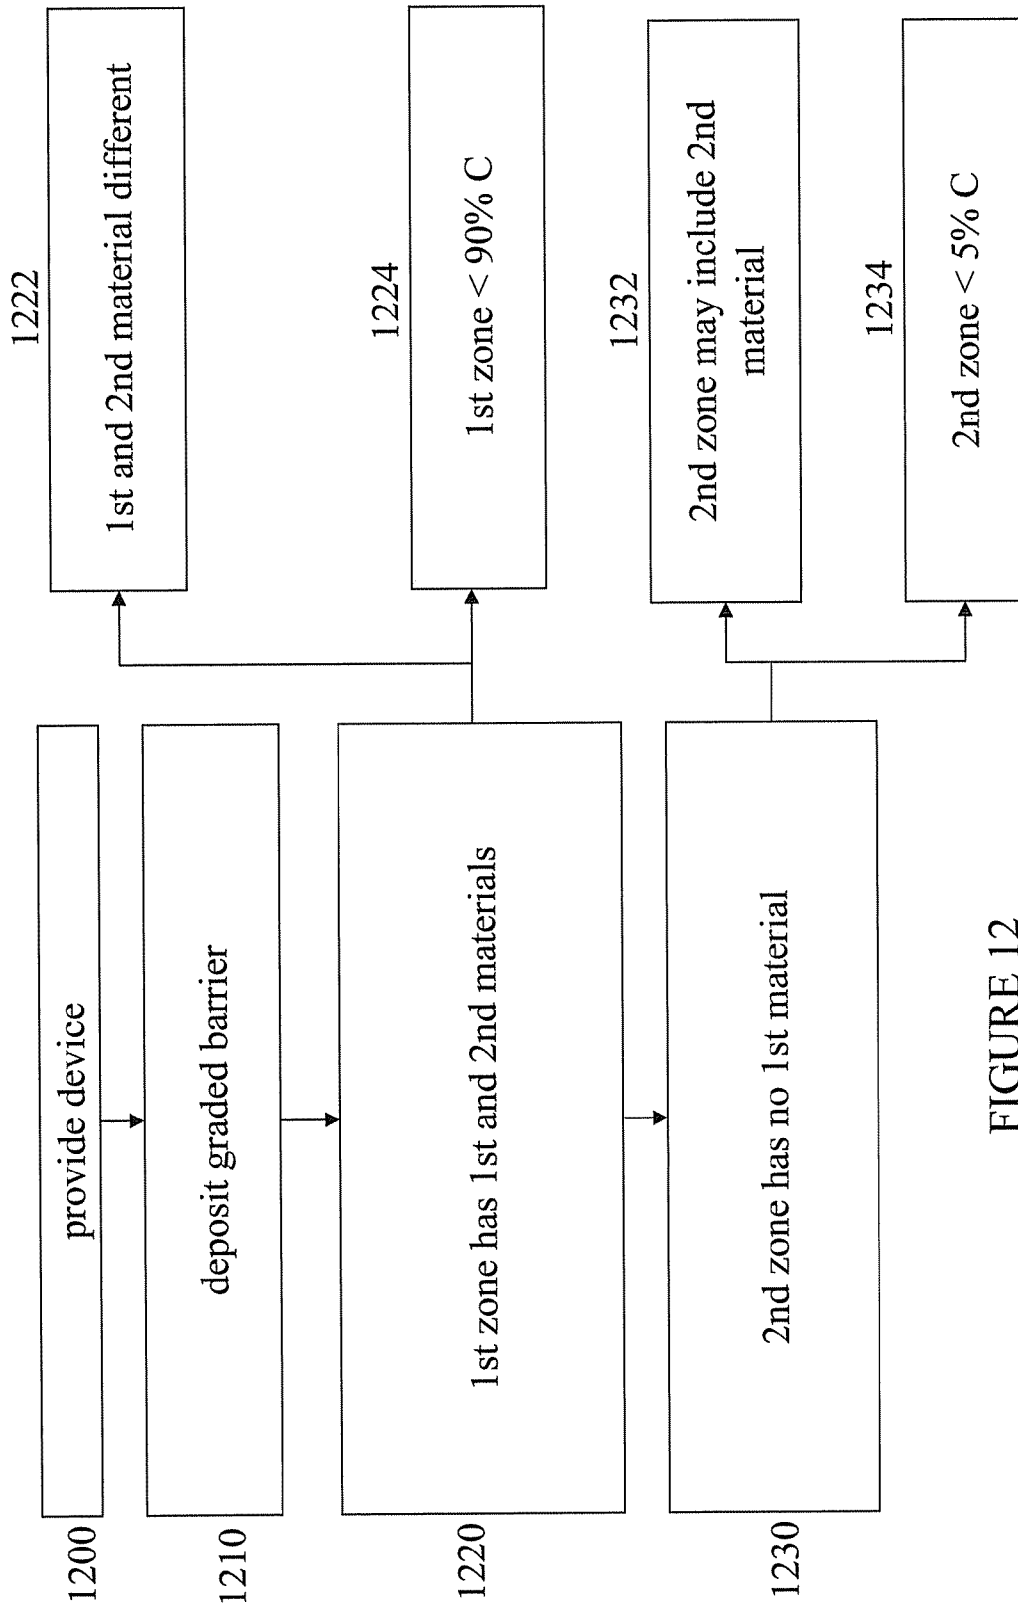 1200
provide device
1210
deposit graded barrier
1220
1st zone has 1st and 2nd materials
1222
1st and 2nd material different
1224
1st zone < 90% C
1230
2nd zone has no 1st material
1232
2nd zone may include 2nd
material
1234
2nd zone < 5% C
FIGURE 12